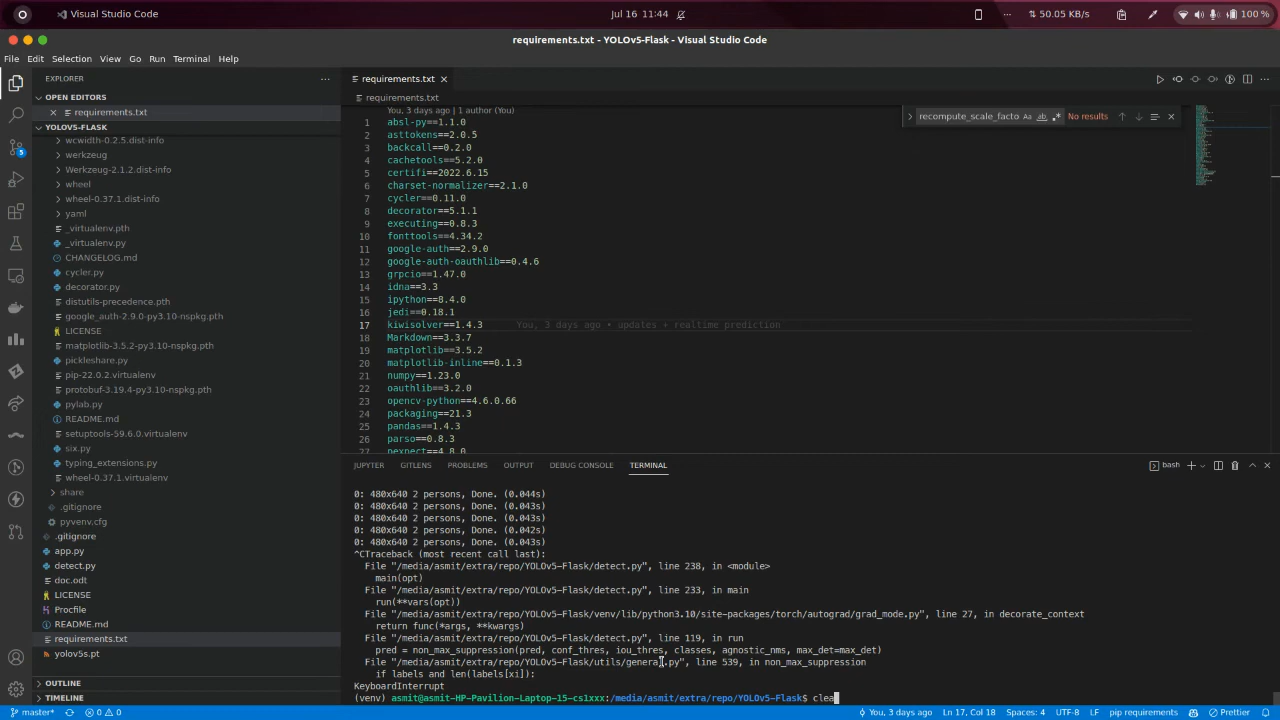 Visual Studio Code
Jul 16 11:44
50.05 KB/s
100 %
requirements.txt - YOLOv5-Flask - Visual Studio Code
File Edit Selection View Go Run Terminal Help
EXPLORER
OPEN EDITORS
requirements.txt
YOLOV5-FLASK
wcwidth-0.2.5.dist-info
werkzeug
Werkzeug-2.1.2.dist-info
wheel
wheel-0.37.1.dist-info
yaml
_virtualenv.pth
_virtualenv.py
CHANGELOG.md
cycler.py
decorator.py
distutils-precedence.pth
google_auth-2.9.0-py3.10-nspkg.pth
LICENSE
matplotlib-3.5.2-py3.10-nspkg.pth
pickleshare.py
pip-22.0.2.virtualenv
protobuf-3.19.4-py3.10-nspkg.pth
pylab.py
README.md
setuptools-59.6.0.virtualenv
six.py
typing_extensions.py
wheel-0.37.1.virtualenv
share
.gitignore
pyvenv.cfg
.gitignore
app.py
detect.py
doc.odt
LICENSE
Procfile
README.md
requirements.txt
yolov5s.pt
OUTLINE
TIMELINE
5
requirements.txt
requirements.txt
You, 3 days ago | 1 author (You)
1 absl-py==1.1.0
2 asttokens==2.0.5
3 backcall==0.2.0
4 cachetools==5.2.0
5 certifi==2022.6.15
6 charset-normalizer==2.1.0
7 cycler==0.11.0
8 decorator==5.1.1
9 executing==0.8.3
10 fonttools==4.34.2
11 google-auth==2.9.0
12 google-auth-oauthlib==0.4.6
13 grpcio==1.47.0
14 idna==3.3
15 ipython==8.4.0
16 jedi==0.18.1
17 kiwisolver==1.4.3 You, 3 days ago • updates + realtime prediction
18 Markdown==3.3.7
19 matplotlib==3.5.2
20 matplotlib-inline==0.1.3
21 numpy==1.23.0
22 oauthlib==3.2.0
23 opencv-python==4.6.0.66
24 packaging==21.3
25 pandas==1.4.3
26 parso==0.8.3
27 pexpect==4.8.0
recompute_scale_facto Aa ab .* No results
JUPYTER GITLENS PROBLEMS OUTPUT DEBUG CONSOLE TERMINAL
bash
0: 480x640 2 persons, Done. (0.044s)
0: 480x640 2 persons, Done. (0.043s)
0: 480x640 2 persons, Done. (0.043s)
0: 480x640 2 persons, Done. (0.042s)
0: 480x640 2 persons, Done. (0.043s)
^CTraceback (most recent call last):
File "/media/asmit/extra/repo/YOLOv5-Flask/detect.py", line 238, in <module>
main(opt)
File "/media/asmit/extra/repo/YOLOv5-Flask/detect.py", line 233, in main
run(**vars(opt))
File "/media/asmit/extra/repo/YOLOv5-Flask/venv/lib/python3.10/site-packages/torch/autograd/grad_mode.py", line 27, in decorate_context
return func(*args, **kwargs)
File "/media/asmit/extra/repo/YOLOv5-Flask/detect.py", line 119, in run
pred = non_max_suppression(pred, conf_thres, iou_thres, classes, agnostic_nms, max_det=max_det)
File "/media/asmit/extra/repo/YOLOv5-Flask/utils/general.py", line 539, in non_max_suppression
if labels and len(labels[xi]):
KeyboardInterrupt
(venv) asmit@asmit-HP-Pavilion-Laptop-15-cs1xxx:/media/asmit/extra/repo/YOLOv5-Flask$ clea
master* 0 0
You, 3 days ago Ln 17, Col 18 Spaces: 4 UTF-8 LF pip requirements Prettier